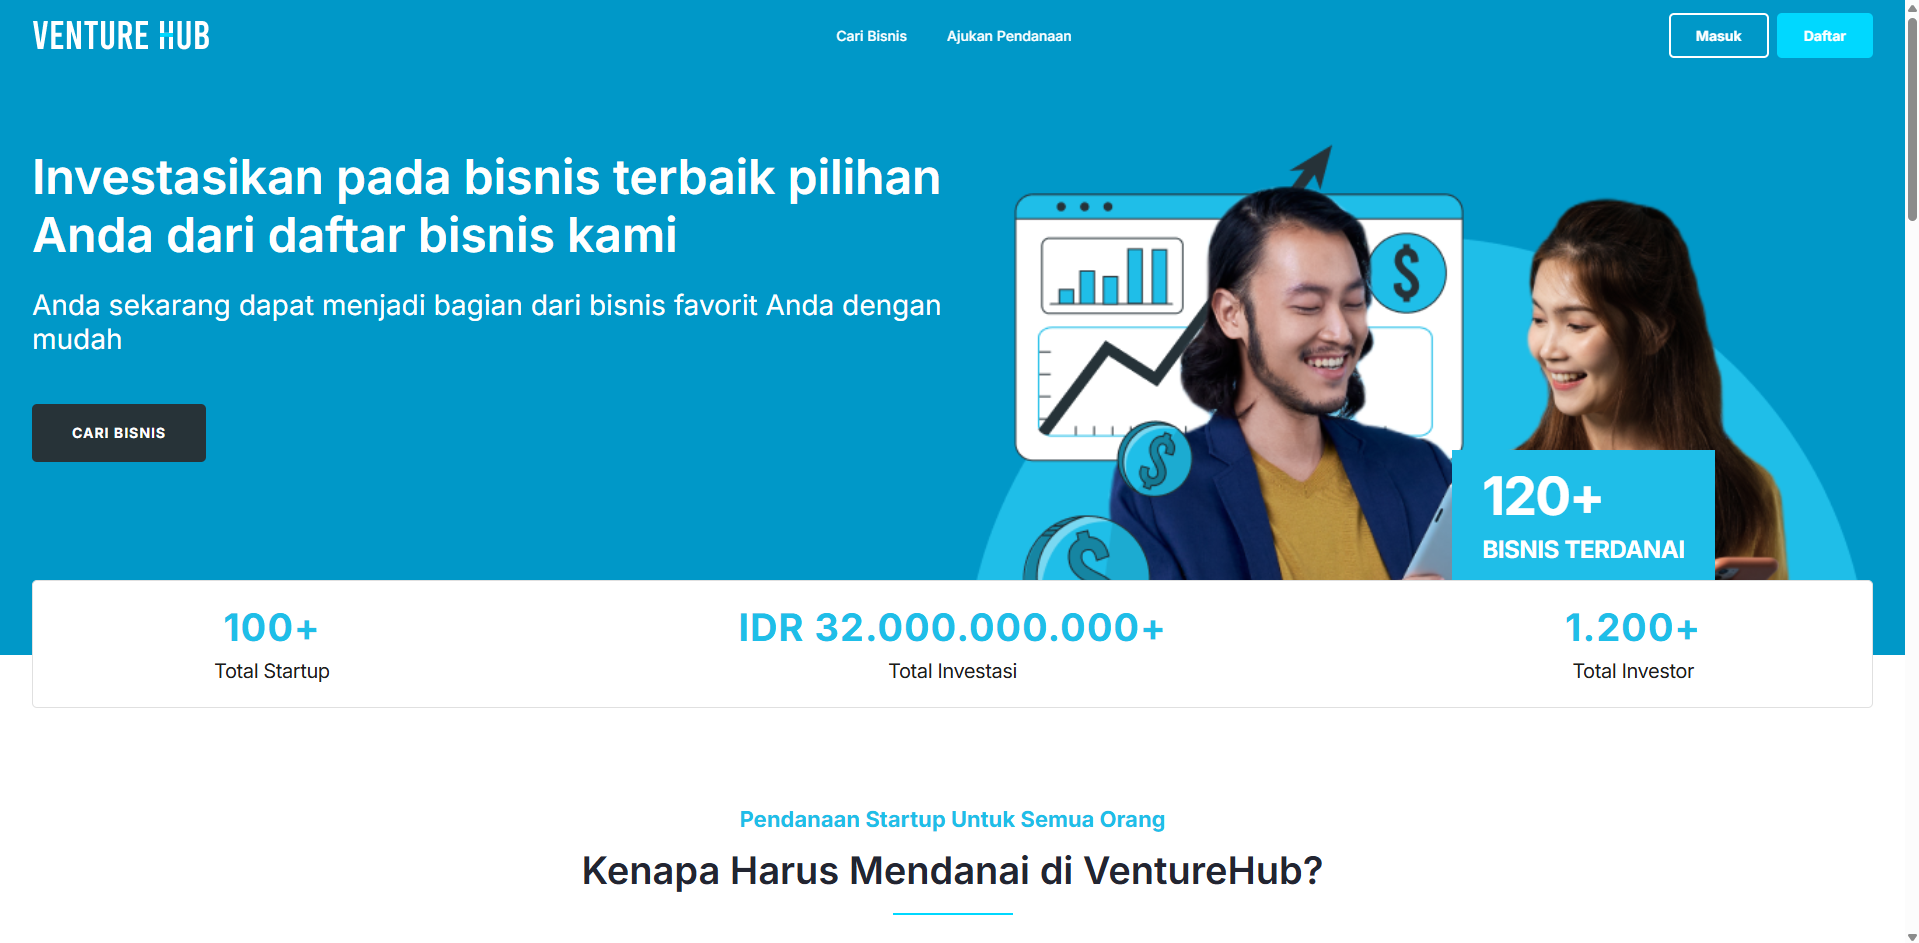 VENTURE HUB
Cari Bisnis
Ajukan Pendanaan
Masuk
Daftar
Investasikan pada bisnis terbaik pilihan
Anda dari daftar bisnis kami
Anda sekarang dapat menjadi bagian dari bisnis favorit Anda dengan
mudah
CARI BISNIS
120+
BISNIS TERDANAI
100+
Total Startup
IDR 32.000.000.000+
Total Investasi
1.200+
Total Investor
Pendanaan Startup Untuk Semua Orang
Kenapa Harus Mendanai di VentureHub?